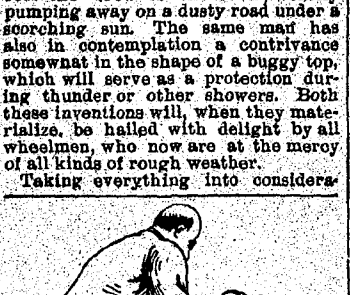 pumping away on a dusty road under a
scorching sun. The same man has
also in contemplation a contrivance
somewhat in the shape of a buggy top,
which will serve as a protection dur-
ing thunder or other showers. Both
these inventions will, when they mate-
rialize, be hailed with delight by all
wheelmen, who now are at the mercy
of all kinds of rough weather.
Taking everything into considera-